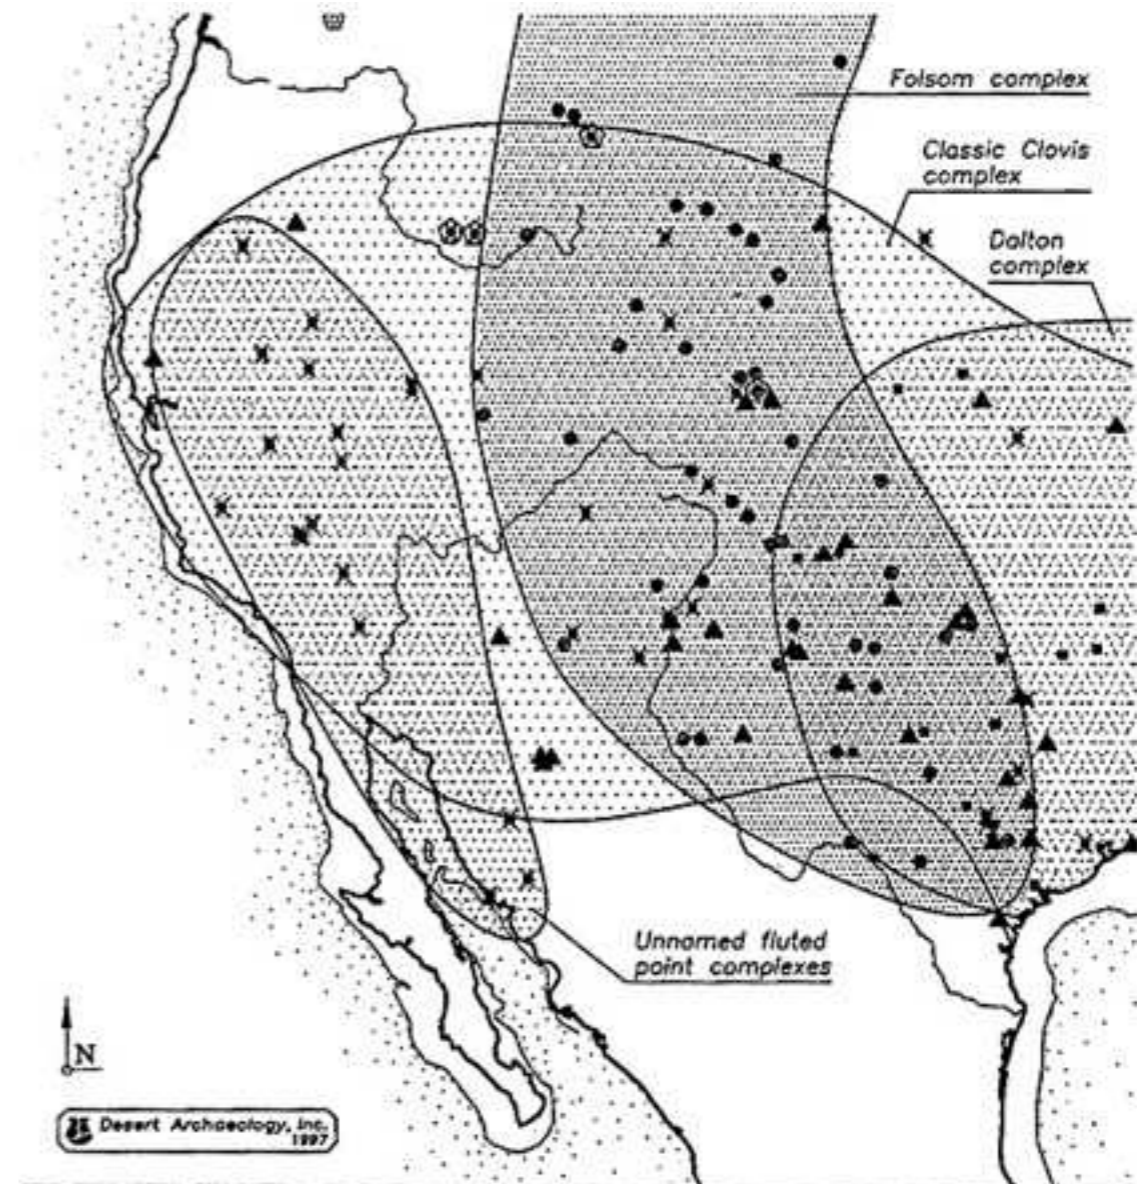 Folsom complex
Classic Clovis
complex
Dalton
complex
Unnamed fluted
point complexes
N
Desert Archaeology, Inc.
1997